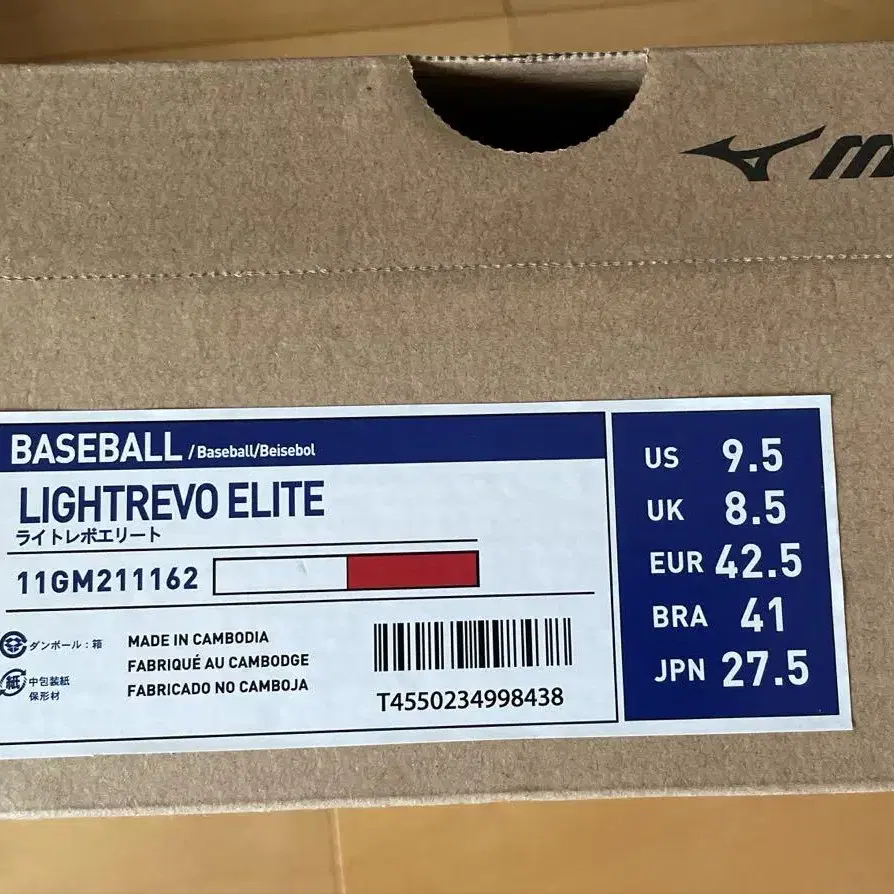 BASEBALL /Baseball/Beisebol
LIGHTREVO ELITE
ライトレボエリート
11GM211162
ダンボール：箱
紙
中包装紙
保形材
MADE IN CAMBODIA
FABRIQUÉ AU CAMBODGE
FABRICADO NO CAMBOJA
T4550234998438
US 9.5
UK 8.5
EUR 42.5
BRA 41
JPN 27.5